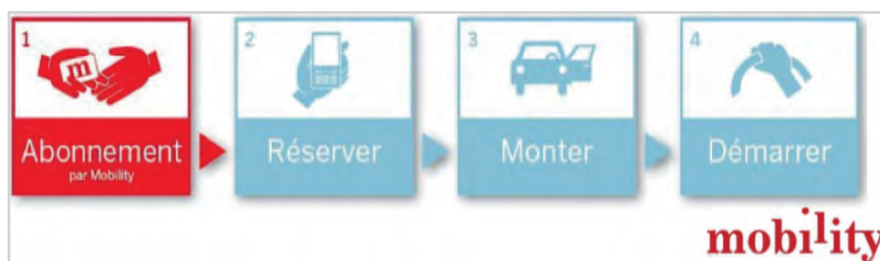 1
m
Abonnement
par Mobility
2
Réserver
3
Monter
4
Démarrer
mobility